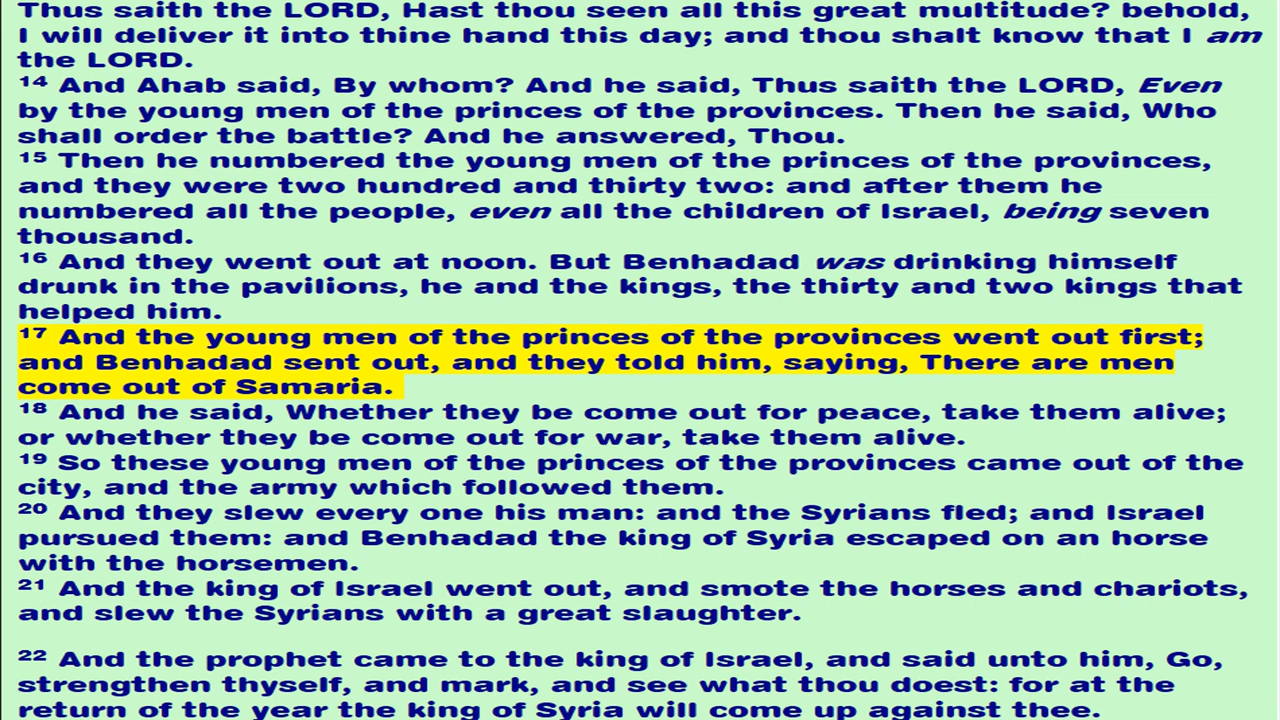 Thus saith the LORD, Hast thou seen all this great multitude? behold,
I will deliver it into thine hand this day; and thou shalt know that I am
the LORD.
14 And Ahab said, By whom? And he said, Thus saith the LORD, Even
by the young men of the princes of the provinces. Then he said, Who
shall order the battle? And he answered, Thou.
15 Then he numbered the young men of the princes of the provinces,
and they were two hundred and thirty two: and after them he
numbered all the people, even all the children of Israel, being seven
thousand.
16 And they went out at noon. But Benhadad was drinking himself
drunk in the pavilions, he and the kings, the thirty and two kings that
helped him.
17 And the young men of the princes of the provinces went out first;
and Benhadad sent out, and they told him, saying, There are men
come out of Samaria.
18 And he said, Whether they be come out for peace, take them alive;
or whether they be come out for war, take them alive.
19 So these young men of the princes of the provinces came out of the
city, and the army which followed them.
20 And they slew every one his man: and the Syrians fled; and Israel
pursued them: and Benhadad the king of Syria escaped on an horse
with the horsemen.
21 And the king of Israel went out, and smote the horses and chariots,
and slew the Syrians with a great slaughter.
22 And the prophet came to the king of Israel, and said unto him, Go,
strengthen thyself, and mark, and see what thou doest: for at the
return of the year the king of Syria will come up against thee.